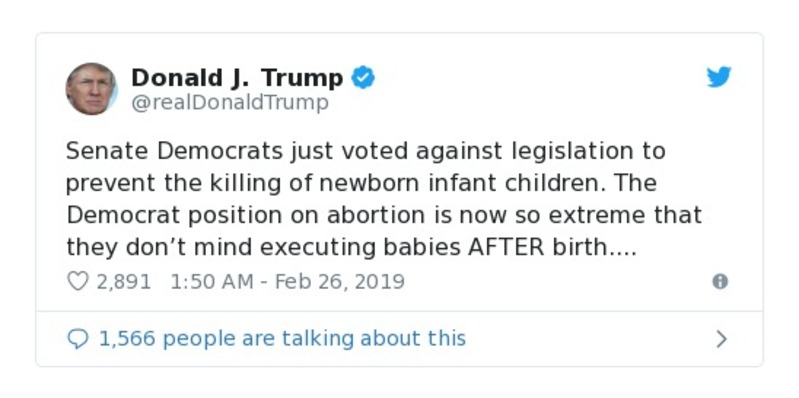 Donald J. Trump
@realDonaldTrump
Senate Democrats just voted against legislation to
prevent the killing of newborn infant children. The
Democrat position on abortion is now so extreme that
they don’t mind executing babies AFTER birth....
2,891 1:50 AM - Feb 26, 2019
1,566 people are talking about this